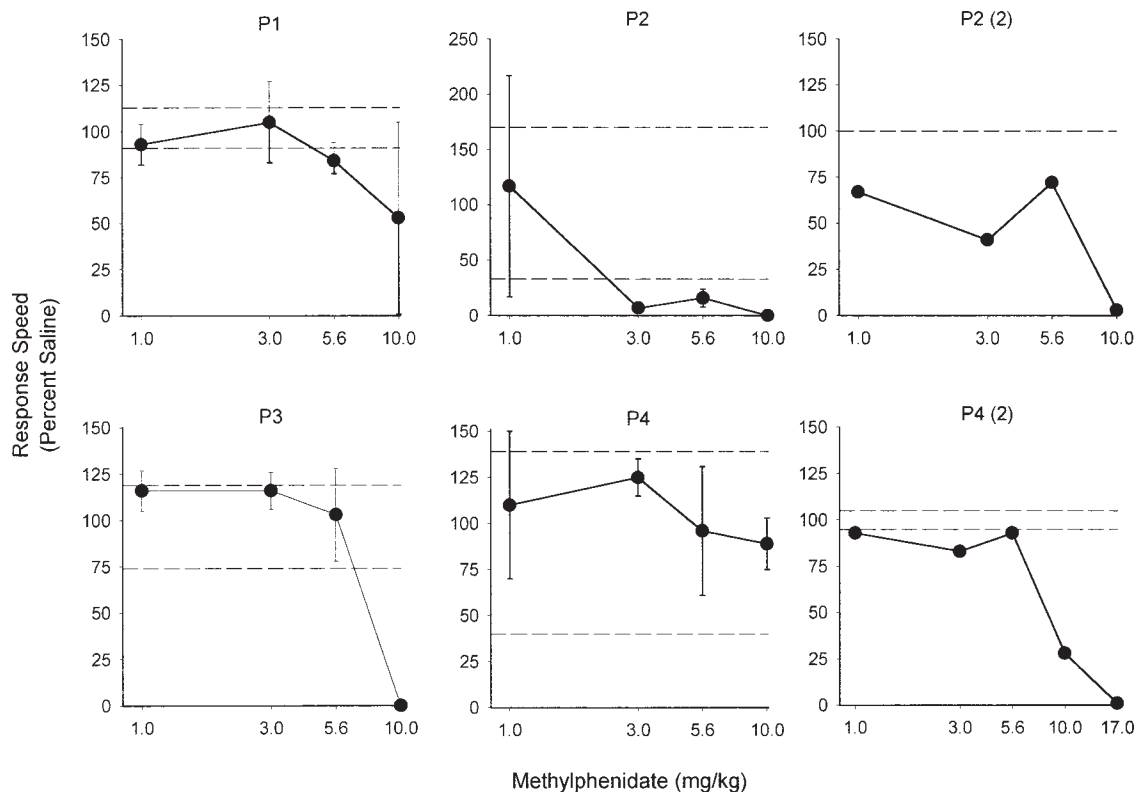 P1
150
125
100
75
50
25
0
1.0 3.0 5.6 10.0
P2
250
200
150
100
50
0
1.0 3.0 5.6 10.0
P2 (2)
150
125
100
75
50
25
0
1.0 3.0 5.6 10.0
Response Speed
(Percent Saline)
P3
150
125
100
75
50
25
0
1.0 3.0 5.6 10.0
P4
150
125
100
75
50
25
0
1.0 3.0 5.6 10.0
P4 (2)
150
125
100
75
50
25
0
1.0 3.0 5.6 10.0 17.0
Methylphenidate (mg/kg)